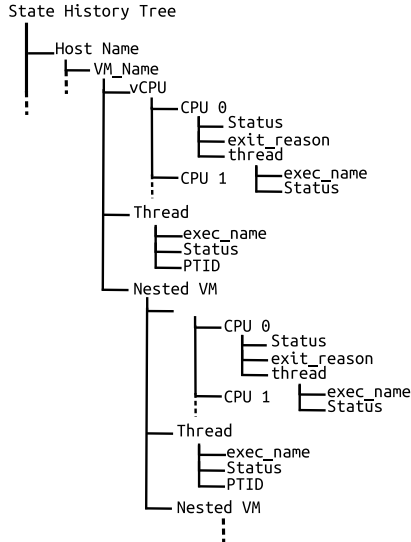 State History Tree
Host Name
VM_Name
vCPU
CPU 0
Status
exit_reason
thread
exec_name
CPU 1
Status
Thread
exec_name
Status
PTID
Nested VM
CPU 0
Status
exit_reason
thread
exec_name
CPU 1
Status
Thread
exec_name
Status
PTID
Nested VM